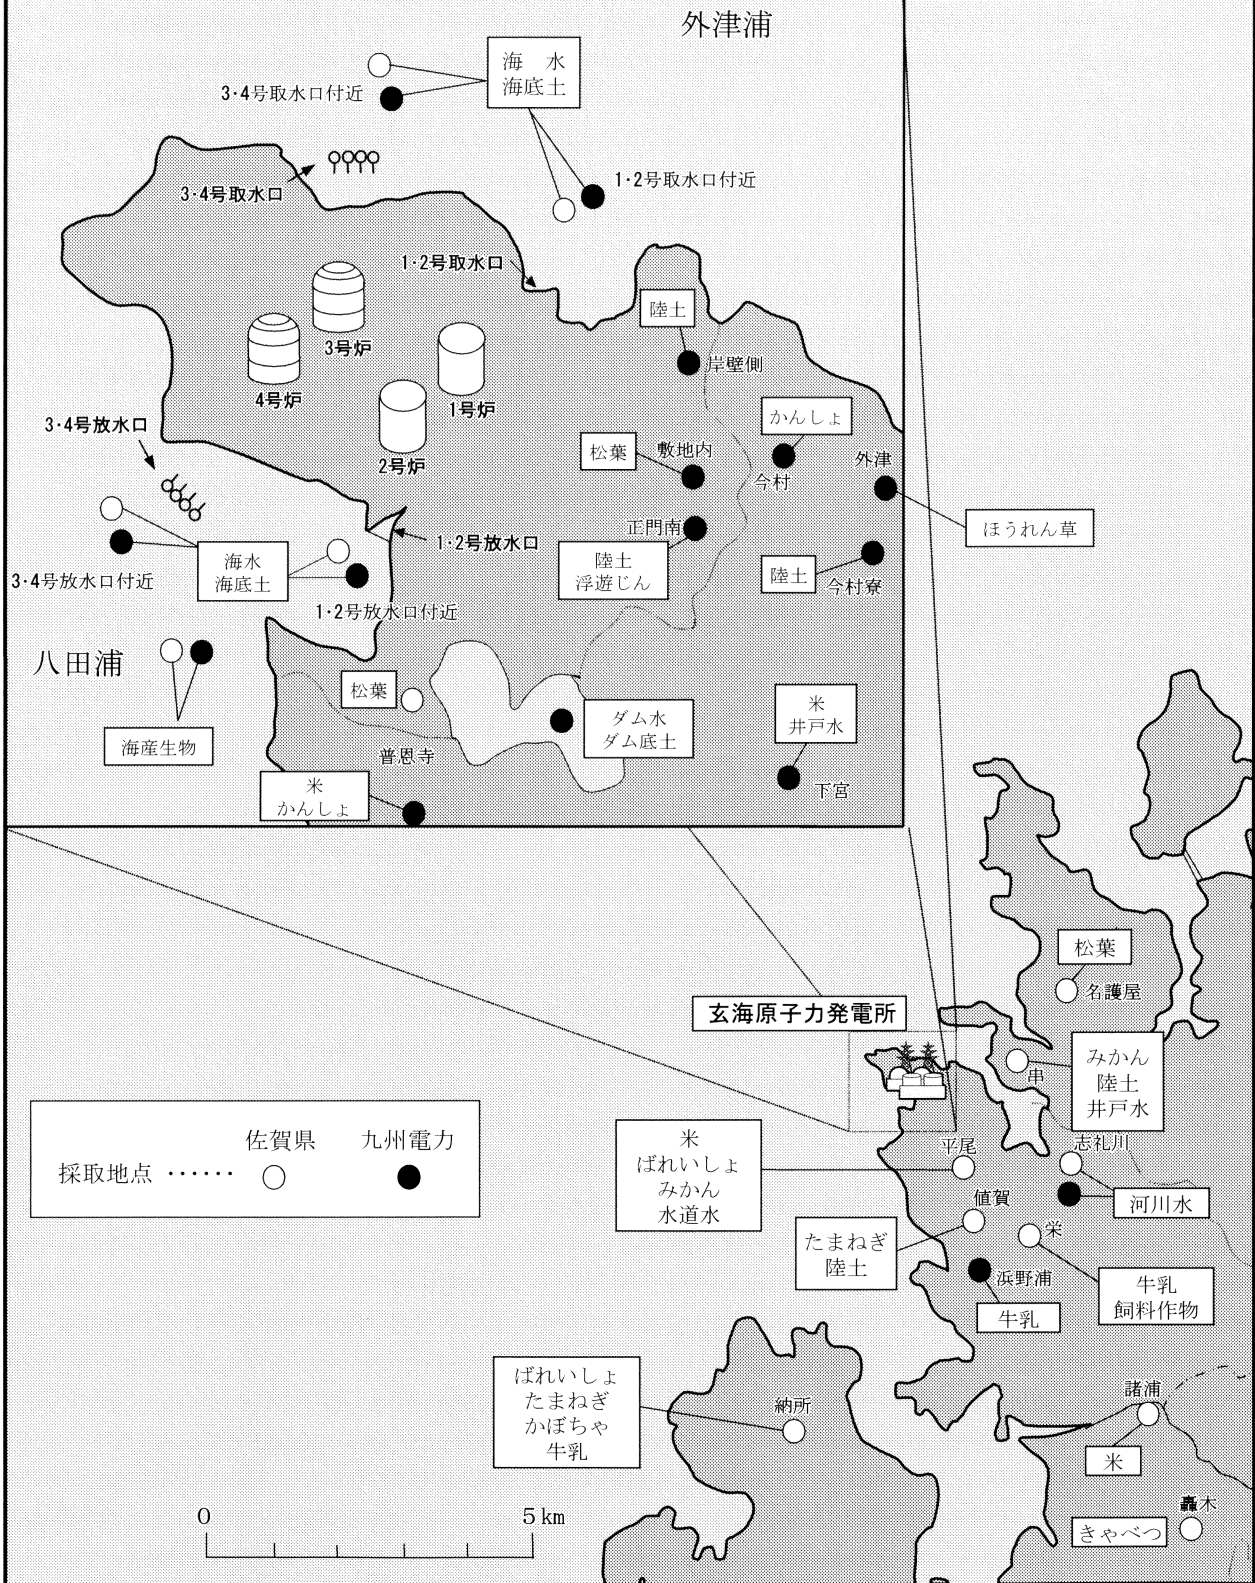 外津浦
海　水
海底土
3・4号取水口付近
1・2号取水口付近
3・4号取水口
1・2号取水口
陸土
岸壁側
3号炉
4号炉
1号炉
2号炉
かんしょ
松葉
敷地内
今村
外津
3・4号放水口
ほうれん草
正門南
1・2号放水口
陸土
浮遊じん
陸土
今村寮
海水
海底土
3・4号放水口付近
1・2号放水口付近
八田浦
松葉
米
井戸水
ダム水
ダム底土
海産生物
普恩寺
米
かんしょ
下宮
松葉
名護屋
玄海原子力発電所
みかん
陸土
井戸水
串
佐賀県
九州電力
採取地点 ……
米
ばれいしょ
みかん
水道水
平尾
志礼川
河川水
値賀
たまねぎ
陸土
栄
浜野浦
牛乳
牛乳
飼料作物
ばれいしょ
たまねぎ
かぼちゃ
牛乳
納所
諸浦
米
轟木
きゃべつ
0
5km